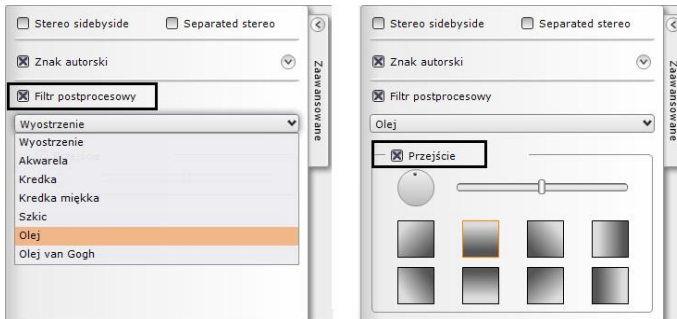 Stereo sidebyside Separated stereo
Znak autorski
Filtr postprocesowy
Wyostrzenie
Wyostrzenie
Akwarela
Kredka
Kredka miękka
Szkic
Olej
Olej van Gogh
Zaawansowane
Stereo sidebyside Separated stereo
Znak autorski
Filtr postprocesowy
Olej
Przejście
Zaawansowane